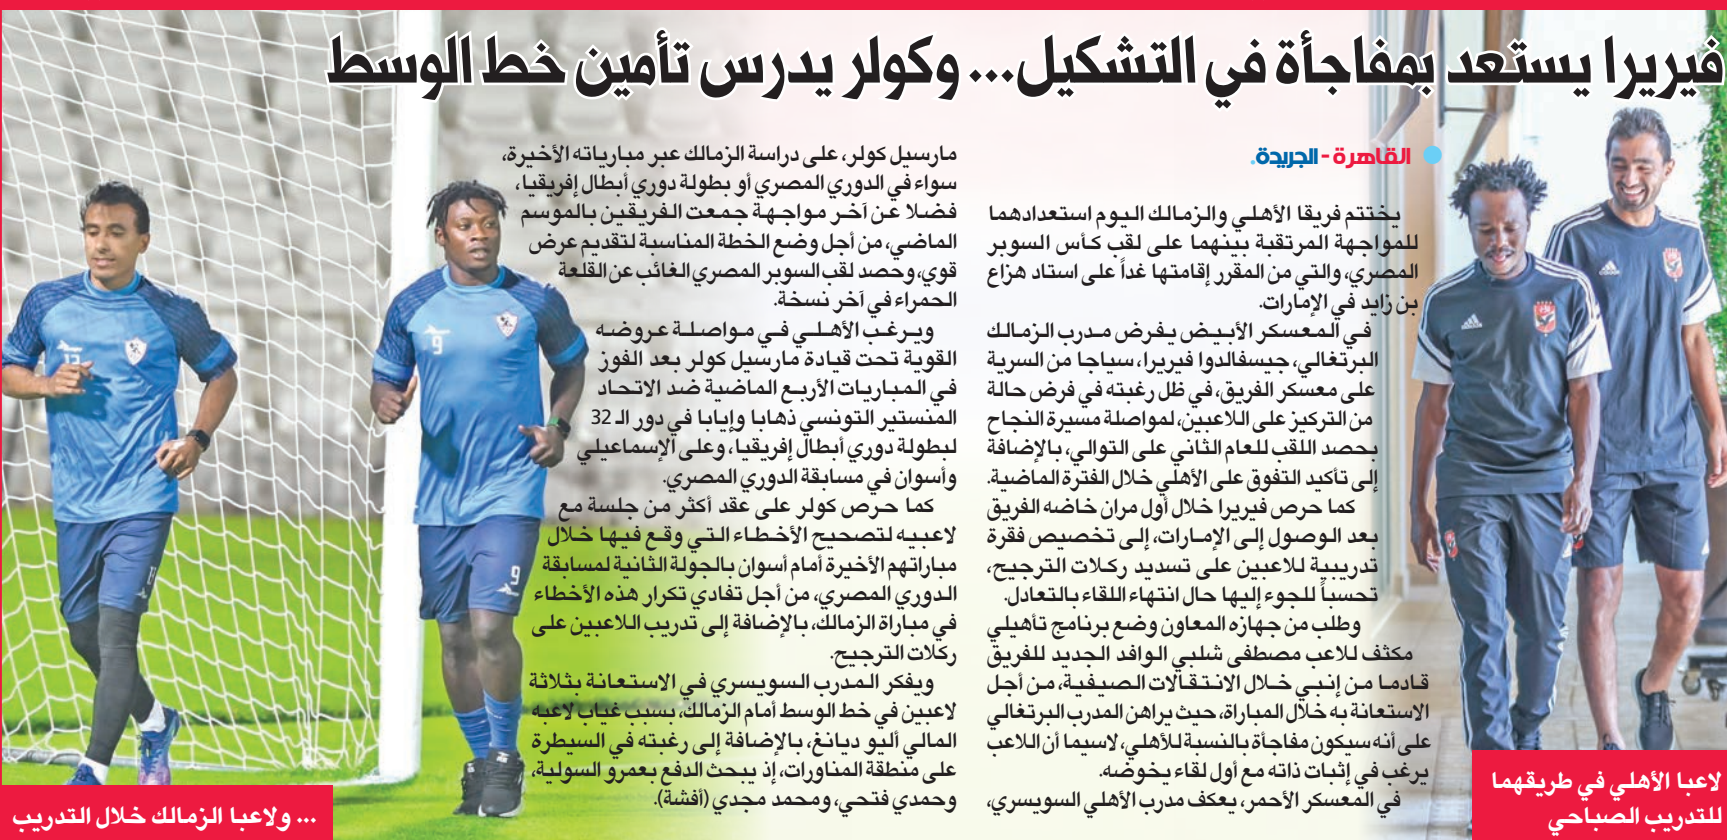 فيريرا يستعد بمفاجأة في التشكيل... وكولر يدرس تأمين خط الوسط
القاهرة - الجريدة.
يختتم فريقا الأهلي والزمالك اليوم استعدادهما
للمواجهة المرتقبة بينهما على لقب كأس السوبر
المصري، والتي من المقرر إقامتها غداً على استاد هزاع
بن زايد في الإمارات.
في المعسكر الأبيض يفرض مدرب الزمالك
البرتغالي، جيسفالدوا فيريرا، سياجا من السرية
على معسكر الفريق، في ظل رغبته في فرض حالة
من التركيز على اللاعبين، لمواصلة مسيرة النجاح
بحصد اللقب للعام الثاني على التوالي، بالإضافة
إلى تأكيد التفوق على الأهلي خلال الفترة الماضية.
كما حرص فيريرا خلال أول مران خاضه الفريق
بعد الوصول إلى الإمارات، إلى تخصيص فقرة
تدريبية للاعبين على تسديد ركلات الترجيح،
تحسباً للجوء إليها حال انتهاء اللقاء بالتعادل.
وطلب من جهازه المعاون وضع برنامج تأهيلي
مكثف للاعب مصطفى شلبي الوافد الجديد للفريق
قادما من إنبي خلال الانتقالات الصيفية، من أجل
الاستعانة به خلال المباراة، حيث يراهن المدرب البرتغالي
على أنه سيكون مفاجأة بالنسبة للأهلي، لاسيما أن اللاعب
يرغب في إثبات ذاته مع أول لقاء يخوضه.
في المعسكر الأحمر، يعكف مدرب الأهلي السويسري،
مارسيل كولر، على دراسة الزمالك عبر مبارياته الأخيرة،
سواء في الدوري المصري أو بطولة دوري أبطال إفريقيا،
فضلا عن آخر مواجهة جمعت الفريقين بالموسم
الماضي، من أجل وضع الخطة المناسبة لتقديم عرض
قوي، وحصد لقب السوبر المصري الغائب عن القلعة
الحمراء في آخر نسخة.
ويرغب الأهلي في مواصلة عروضه
القوية تحت قيادة مارسيل كولر بعد الفوز
في المباريات الأربع الماضية ضد الاتحاد
المنستير التونسي ذهابا وإيابا في دور الـ 32
لبطولة دوري أبطال إفريقيا، وعلى الإسماعيلي
وأسوان في مسابقة الدوري المصري.
كما حرص كولر على عقد أكثر من جلسة مع
لاعبيه لتصحيح الأخطاء التي وقع فيها خلال
مباراتهم الأخيرة أمام أسوان بالجولة الثانية لمسابقة
الدوري المصري، من أجل تفادي تكرار هذه الأخطاء
في مباراة الزمالك، بالإضافة إلى تدريب اللاعبين على
ركلات الترجيح.
ويفكر المدرب السويسري في الاستعانة بثلاثة
لاعبين في خط الوسط أمام الزمالك، بسبب غياب لاعبه
المالي أليو ديانغ، بالإضافة إلى رغبته في السيطرة
على منطقة المناورات، إذ يبحث الدفع بعمرو السولية،
وحمدي فتحي، ومحمد مجدي (أفشة).
لاعبا الأهلي في طريقهما
للتدريب الصباحي
... ولاعبا الزمالك خلال التدريب
13
9
9
adidas
adidas